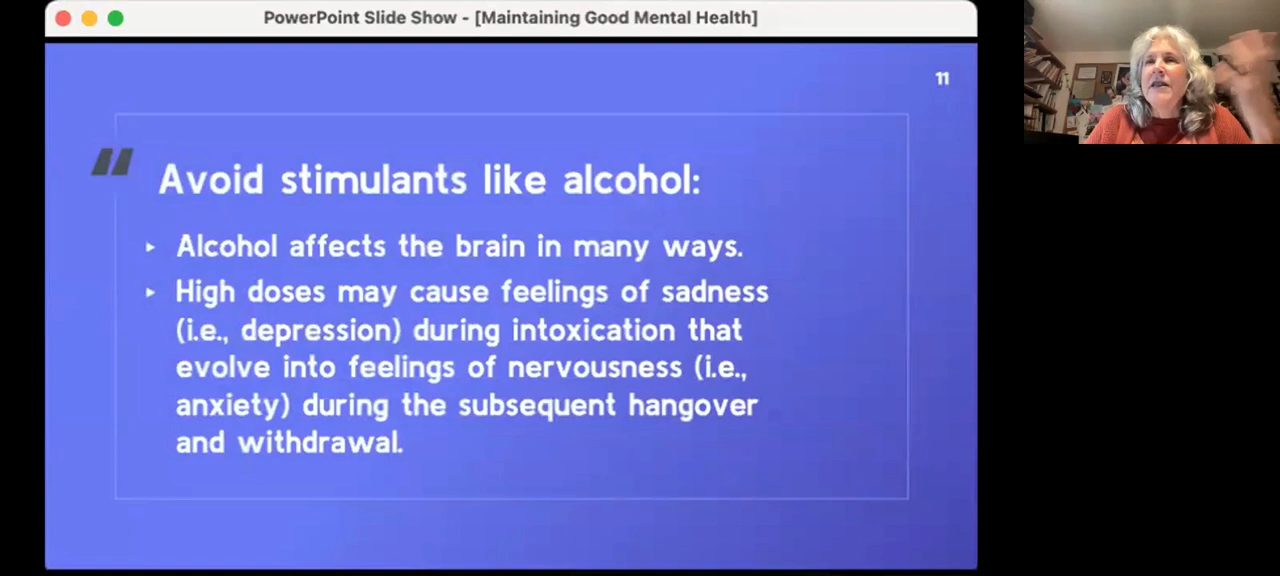 PowerPoint Slide Show - [Maintaining Good Mental Health]
11
“
Avoid stimulants like alcohol:
▸ Alcohol affects the brain in many ways.
▸ High doses may cause feelings of sadness
(i.e., depression) during intoxication that
evolve into feelings of nervousness (i.e.,
anxiety) during the subsequent hangover
and withdrawal.